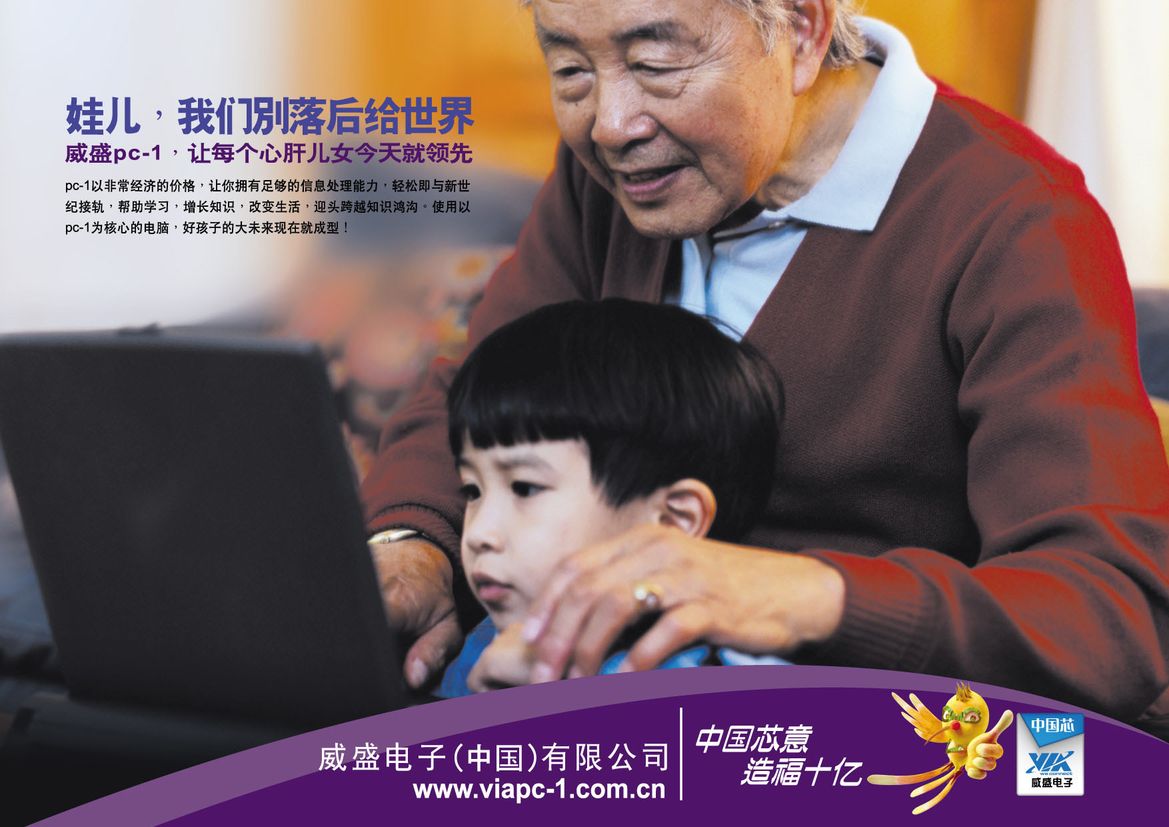 娃儿，我们别落后给世界
威盛pc-1，让每个心肝儿女今天就领先
pc-1以非常经济的价格，让你拥有足够的信息处理能力，轻松即与新世
纪接轨，帮助学习，增长知识，改变生活，迎头跨越知识鸿沟。使用以
pc-1为核心的电脑，好孩子的大未来现在就成型！
威盛电子(中国)有限公司
www.viapc-1.com.cn
中国芯意
造福十亿
中国芯
VIA
we connect
威盛电子